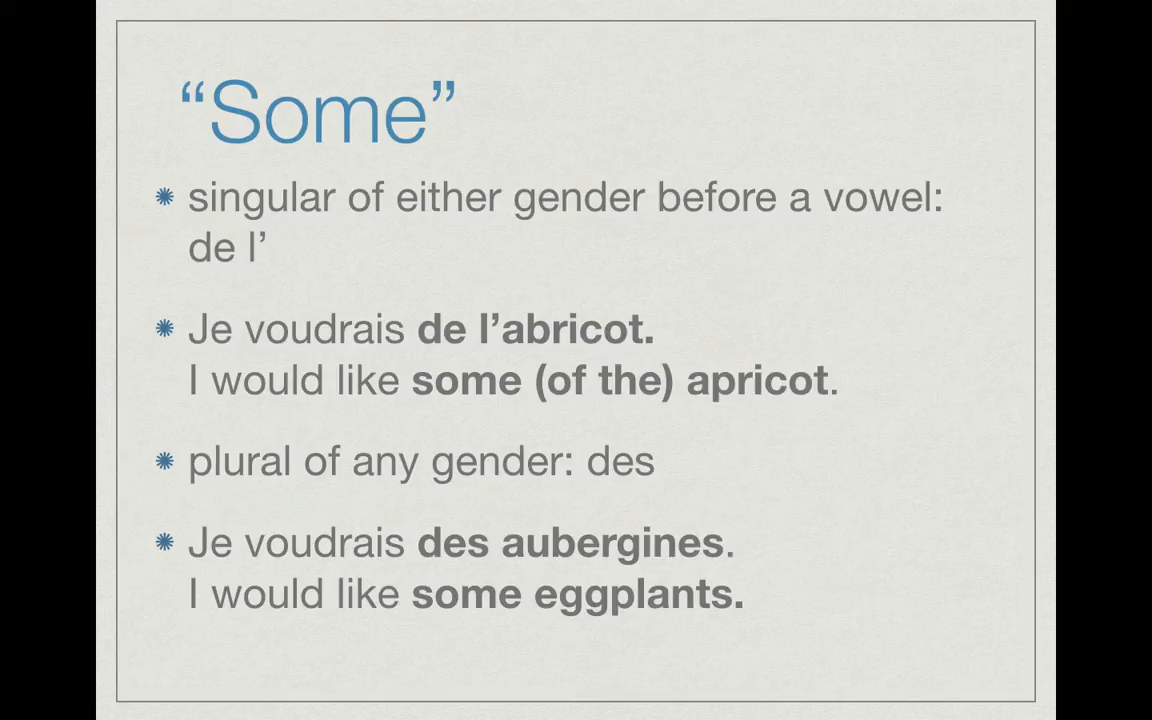 “Some”
singular of either gender before a vowel:
de l’
Je voudrais de l’abricot.
I would like some (of the) apricot.
plural of any gender: des
Je voudrais des aubergines.
I would like some eggplants.